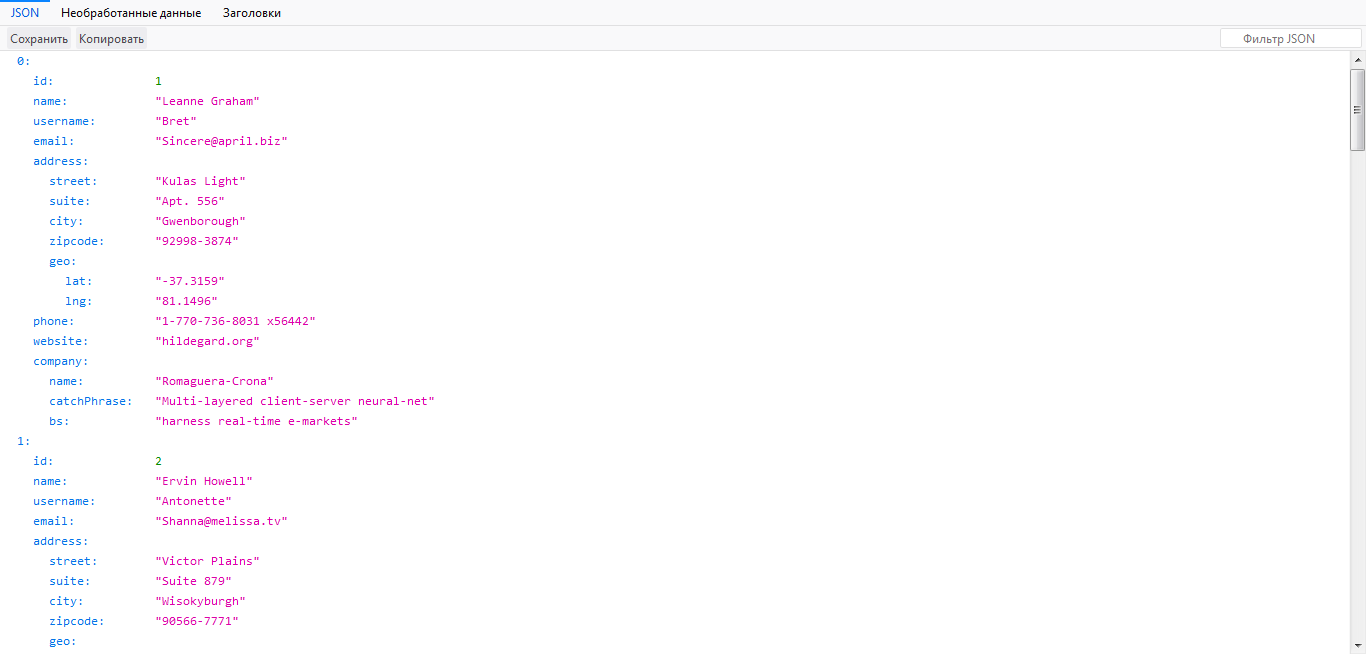 JSON Необработанные данные Заголовки
Сохранить Копировать Фильтр JSON
0:
id: 1
name: "Leanne Graham"
username: "Bret"
email: "Sincere@april.biz"
address:
street: "Kulas Light"
suite: "Apt. 556"
city: "Gwenborough"
zipcode: "92998-3874"
geo:
lat: "-37.3159"
lng: "81.1496"
phone: "1-770-736-8031 x56442"
website: "hildegard.org"
company:
name: "Romaguera-Crona"
catchPhrase: "Multi-layered client-server neural-net"
bs: "harness real-time e-markets"
1:
id: 2
name: "Ervin Howell"
username: "Antonette"
email: "Shanna@melissa.tv"
address:
street: "Victor Plains"
suite: "Suite 879"
city: "Wisokyburgh"
zipcode: "90566-7771"
geo: